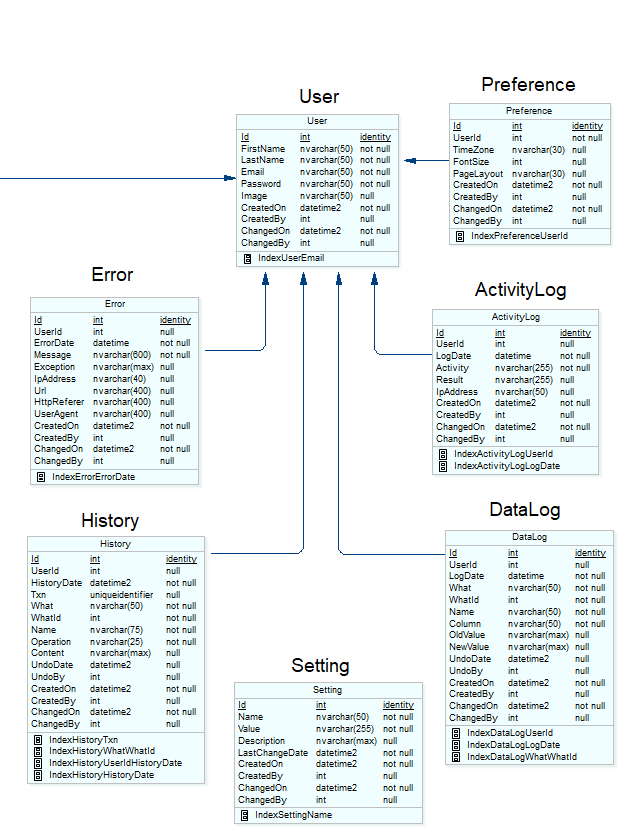 User
User
Id int identity
FirstName nvarchar(50) not null
LastName nvarchar(50) not null
Email nvarchar(50) not null
Password nvarchar(50) not null
Image nvarchar(50) null
CreatedOn datetime2 not null
CreatedBy int null
ChangedOn datetime2 not null
ChangedBy int null
IndexUserEmail
Preference
Preference
Id int identity
UserId int not null
TimeZone nvarchar(30) null
FontSize int null
PageLayout nvarchar(30) null
CreatedOn datetime2 not null
CreatedBy int null
ChangedOn datetime2 not null
ChangedBy int null
IndexPreferenceUserId
Error
Error
Id int identity
UserId int null
ErrorDate datetime not null
Message nvarchar(600) not null
Exception nvarchar(max) null
IpAddress nvarchar(40) null
Url nvarchar(400) null
HttpReferer nvarchar(400) null
UserAgent nvarchar(400) null
CreatedOn datetime2 not null
CreatedBy int null
ChangedOn datetime2 not null
ChangedBy int null
IndexErrorErrorDate
ActivityLog
ActivityLog
Id int identity
UserId int null
LogDate datetime not null
Activity nvarchar(255) not null
Result nvarchar(255) null
IpAddress nvarchar(50) null
CreatedOn datetime2 not null
CreatedBy int null
ChangedOn datetime2 not null
ChangedBy int null
IndexActivityLogUserId
IndexActivityLogLogDate
History
History
Id int identity
UserId int null
HistoryDate datetime2 not null
Txn uniqueidentifier null
What nvarchar(50) not null
WhatId int not null
Name nvarchar(75) not null
Operation nvarchar(25) not null
Content nvarchar(max) null
UndoDate datetime2 null
UndoBy int null
CreatedOn datetime2 not null
CreatedBy int null
ChangedOn datetime2 not null
ChangedBy int null
IndexHistoryTxn
IndexHistoryWhatWhatId
IndexHistoryUserIdHistoryDate
IndexHistoryHistoryDate
DataLog
DataLog
Id int identity
UserId int null
LogDate datetime not null
What nvarchar(50) not null
WhatId int not null
Name nvarchar(50) not null
Column nvarchar(50) not null
OldValue nvarchar(max) null
NewValue nvarchar(max) null
UndoDate datetime2 null
UndoBy int null
CreatedOn datetime2 not null
CreatedBy int null
ChangedOn datetime2 not null
ChangedBy int null
IndexDataLogUserId
IndexDataLogLogDate
IndexDataLogWhatWhatId
Setting
Setting
Id int identity
Name nvarchar(50) not null
Value nvarchar(255) not null
Description nvarchar(max) null
LastChangeDate datetime2 not null
CreatedOn datetime2 not null
CreatedBy int null
ChangedOn datetime2 not null
ChangedBy int null
IndexSettingName